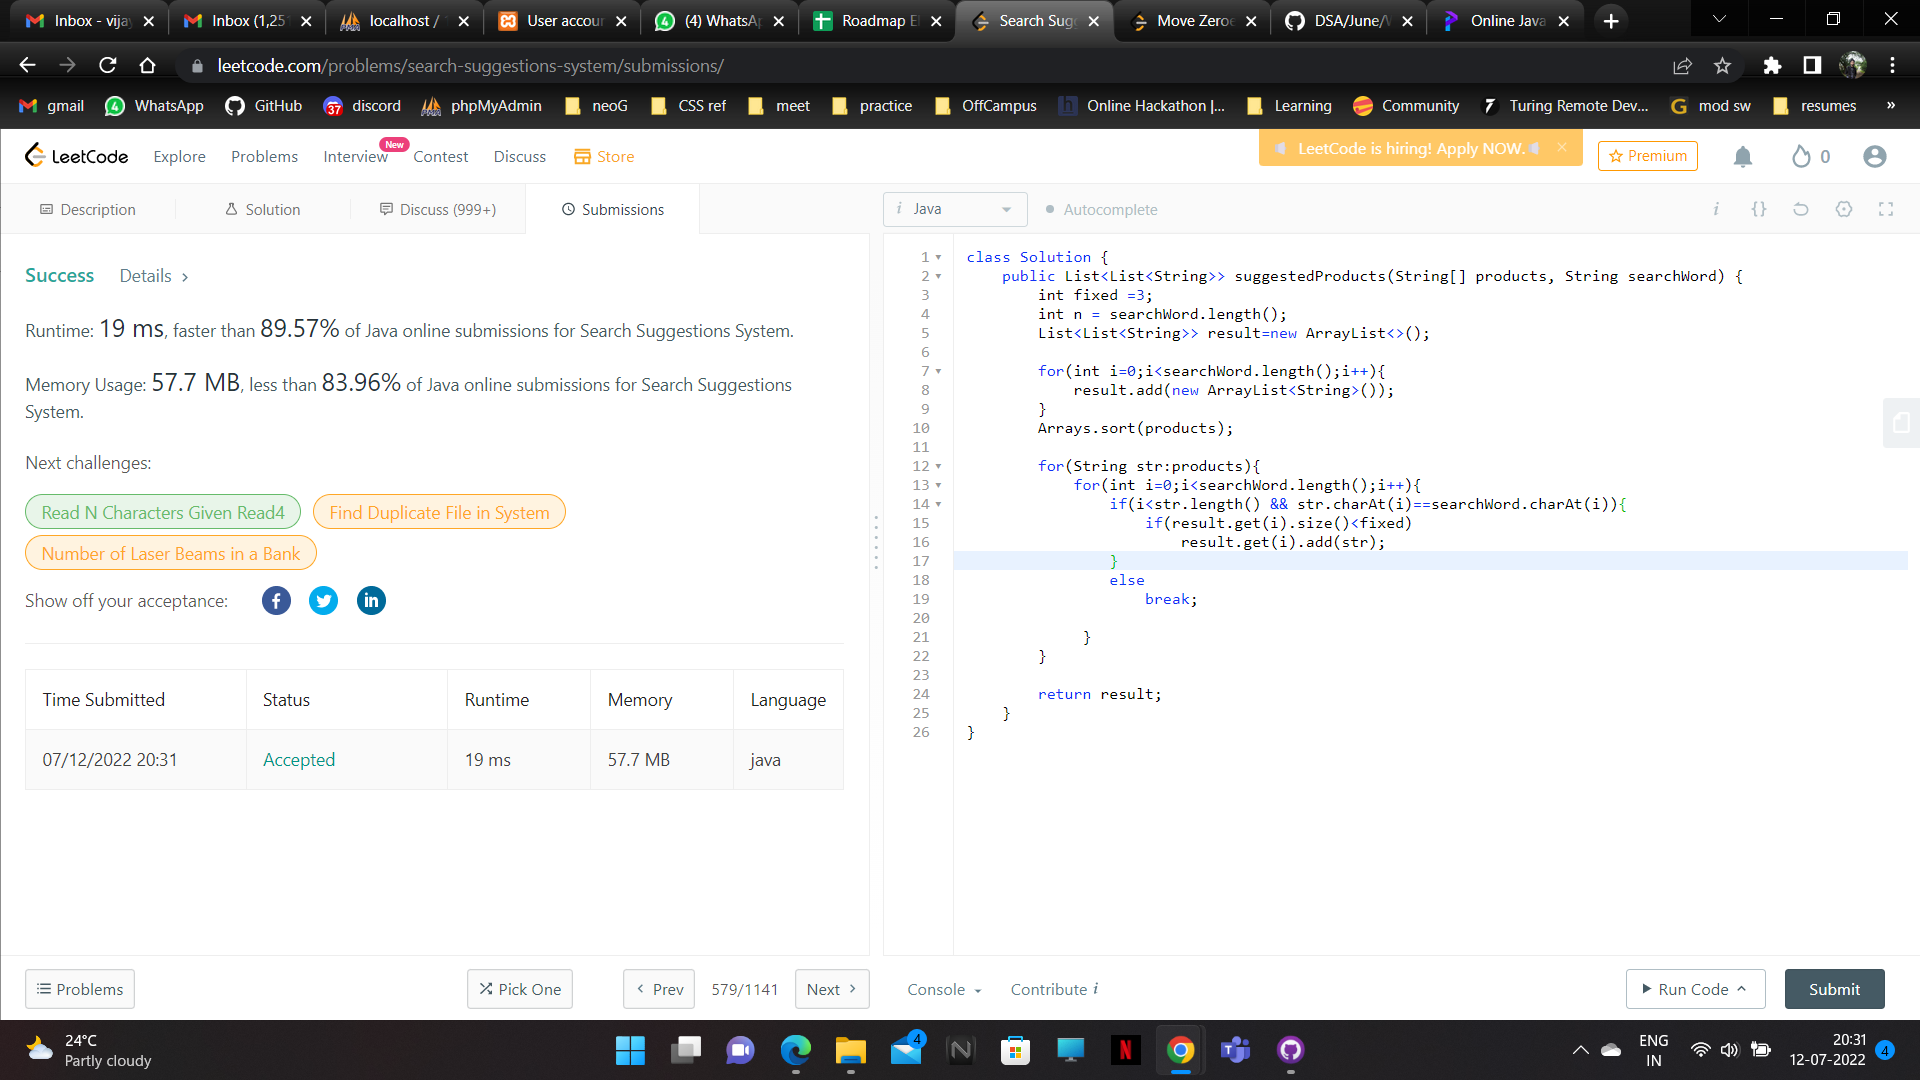 Inbox - vijay
Inbox (1,251
localhost /
User accour
(4) WhatsA
Roadmap El
Search Sug
Move Zeroe
DSA/June/
Online Java
leetcode.com/problems/search-suggestions-system/submissions/
gmail WhatsApp GitHub discord phpMyAdmin neoG CSS ref meet practice OffCampus Online Hackathon |... Learning Community Turing Remote Dev... mod sw resumes »
LeetCode Explore Problems Interview New Contest Discuss Store
LeetCode is hiring! Apply NOW.
Premium
0
Description Solution Discuss (999+) Submissions
i Java Autocomplete
Success Details >
Runtime: 19 ms, faster than 89.57% of Java online submissions for Search Suggestions System.
Memory Usage: 57.7 MB, less than 83.96% of Java online submissions for Search Suggestions
System.
Next challenges:
Read N Characters Given Read4
Find Duplicate File in System
Number of Laser Beams in a Bank
Show off your acceptance:
Time Submitted Status Runtime Memory Language
07/12/2022 20:31 Accepted 19 ms 57.7 MB java
1 class Solution {
2 public List<List<String>> suggestedProducts(String[] products, String searchWord) {
3 int fixed =3;
4 int n = searchWord.length();
5 List<List<String>> result=new ArrayList<>();
6
7 for(int i=0;i<searchWord.length();i++){
8 result.add(new ArrayList<String>());
9 }
10 Arrays.sort(products);
11
12 for(String str:products){
13 for(int i=0;i<searchWord.length();i++){
14 if(i<str.length() && str.charAt(i)==searchWord.charAt(i)){
15 if(result.get(i).size()<fixed)
16 result.get(i).add(str);
17 }
18 else
19 break;
20
21 }
22 }
23
24 return result;
25 }
26 }
Problems Pick One < Prev 579/1141 Next >
Console Contribute i
Run Code Submit
24°C
Partly cloudy
4
ENG
IN
20:31
12-07-2022
4